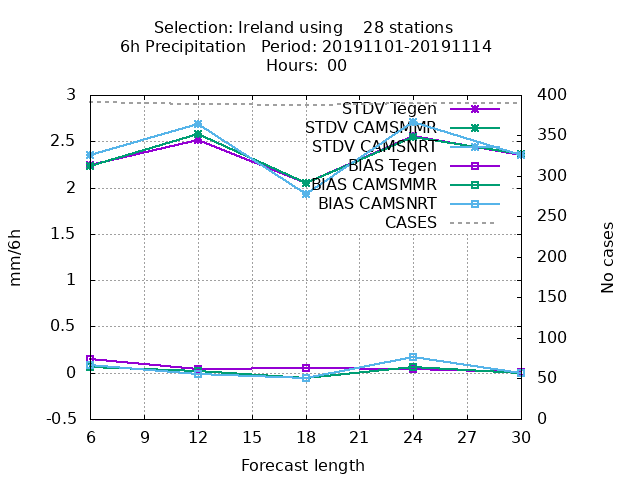 Selection: Ireland using 28 stations
6h Precipitation Period: 20191101-20191114
Hours: 00
3
2.5
2
1.5
1
0.5
0
-0.5
mm/6h
400
350
300
250
200
150
100
50
0
No cases
STDV Tegen
STDV CAMSMMR
STDV CAMSNRT
BIAS Tegen
BIAS CAMSMMR
BIAS CAMSNRT
CASES
6 9 12 15 18 21 24 27 30
Forecast length